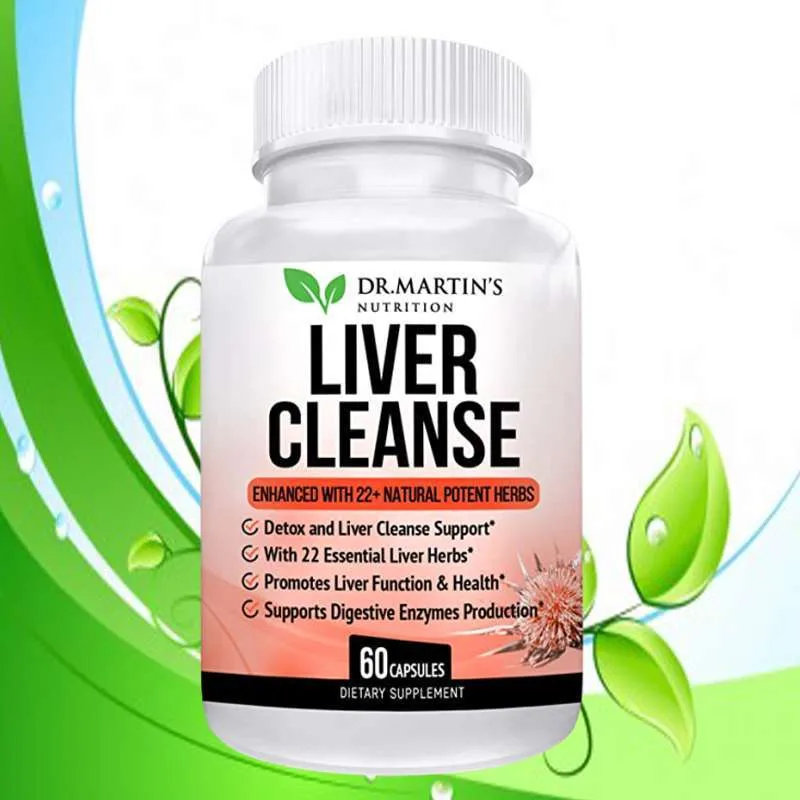 DR.MARTIN'S
NUTRITION
LIVER
CLEANSE
ENHANCED WITH 22+ NATURAL POTENT HERBS
Detox and Liver Cleanse Support*
With 22 Essential Liver Herbs*
Promotes Liver Function & Health*
Supports Digestive Enzymes Production*
60 CAPSULES
DIETARY SUPPLEMENT